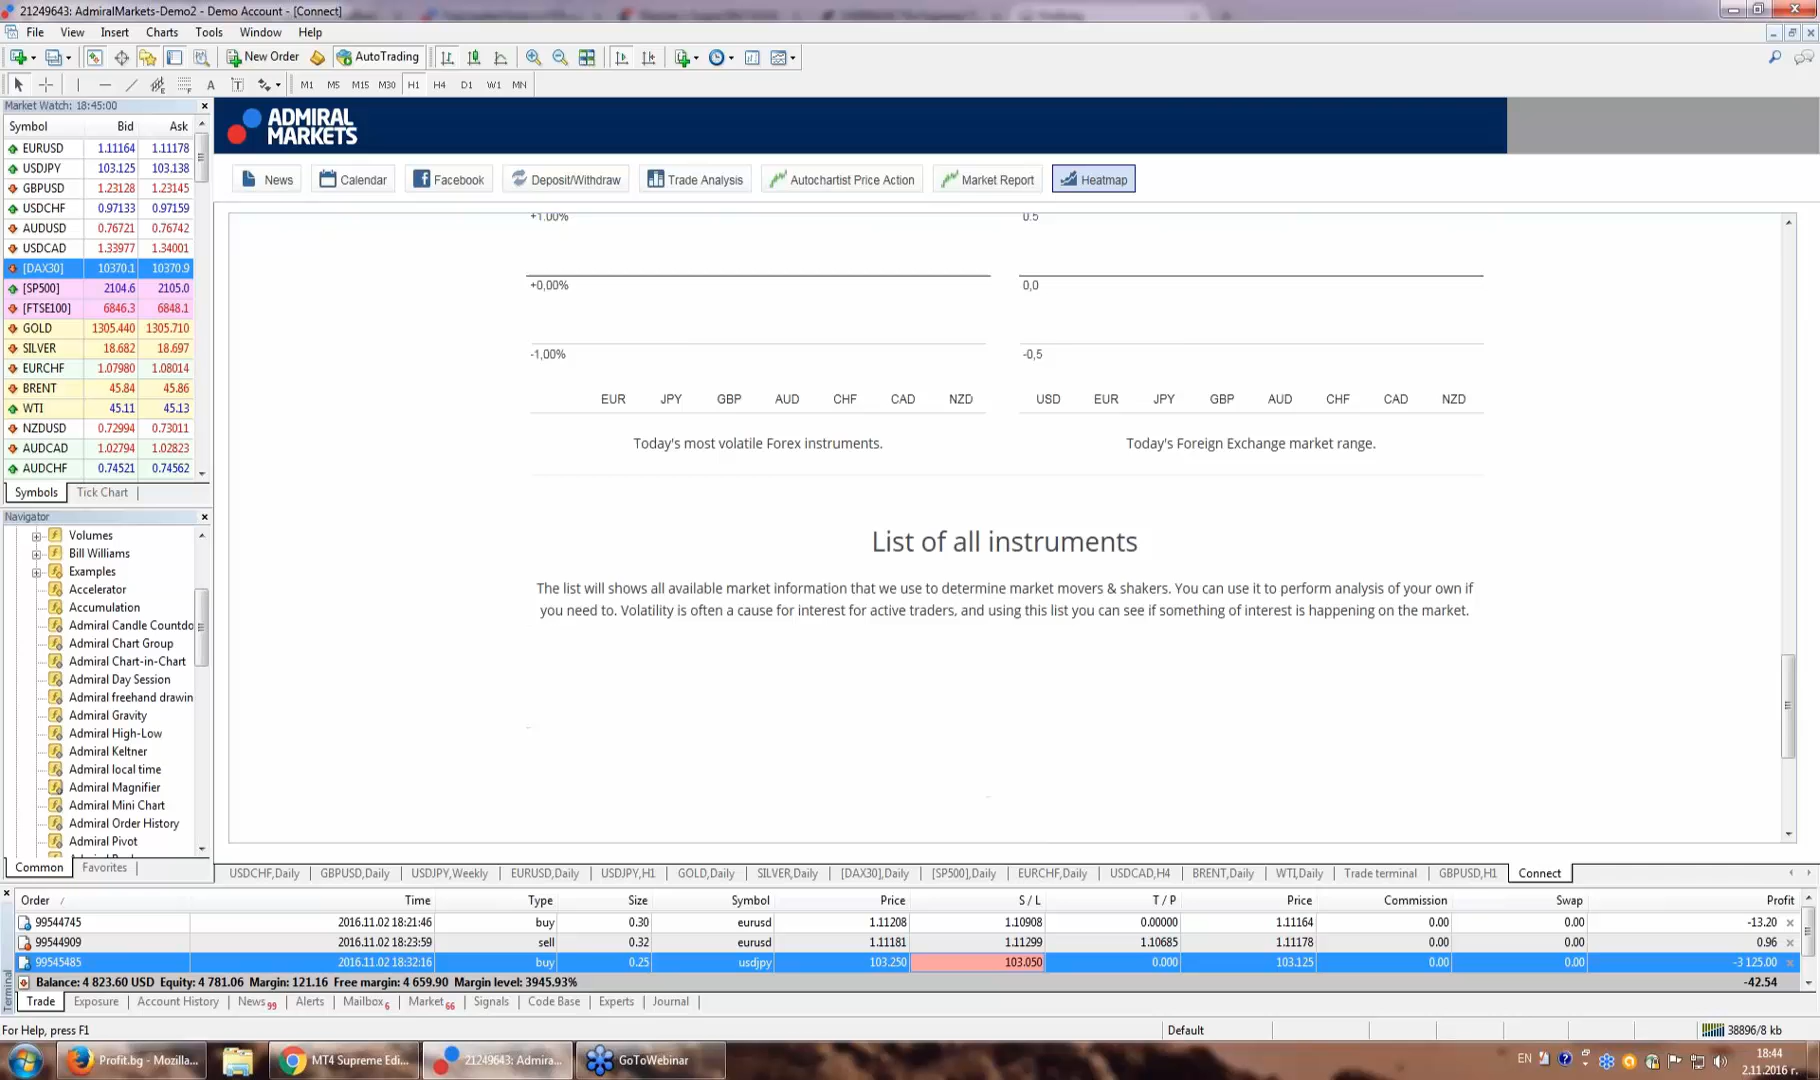 21249643: AdmiralMarkets-Demo2 - Demo Account - [Connect]
File View Insert Charts Tools Window Help
New Order AutoTrading
A T M1 M5 M15 M30 H1 H4 D1 W1 MN
Market Watch: 18:45:00
Symbol Bid Ask
EURUSD 1.11164 1.11178
USDJPY 103.125 103.138
GBPUSD 1.23128 1.23145
USDCHF 0.97133 0.97159
AUDUSD 0.76721 0.76742
USDCAD 1.33977 1.34001
[DAX30] 10370.1 10370.9
[SP500] 2104.6 2105.0
[FTSE100] 6846.3 6848.1
GOLD 1305.440 1305.710
SILVER 18.682 18.697
EURCHF 1.07980 1.08014
BRENT 45.84 45.86
WTI 45.11 45.13
NZDUSD 0.72994 0.73011
AUDCAD 1.02794 1.02823
AUDCHF 0.74521 0.74562
Symbols Tick Chart
Navigator
Volumes
Bill Williams
Examples
Accelerator
Accumulation
Admiral Candle Countdo
Admiral Chart Group
Admiral Chart-in-Chart
Admiral Day Session
Admiral freehand drawin
Admiral Gravity
Admiral High-Low
Admiral Keltner
Admiral local time
Admiral Magnifier
Admiral Mini Chart
Admiral Order History
Admiral Pivot
Common Favorites
ADMIRAL
MARKETS
News Calendar Facebook Deposit/Withdraw Trade Analysis Autochartist Price Action Market Report Heatmap
+1.00% 0.5
+0,00% 0,0
-1,00% -0,5
EUR JPY GBP AUD CHF CAD NZD USD EUR JPY GBP AUD CHF CAD NZD
Today's most volatile Forex instruments. Today's Foreign Exchange market range.
List of all instruments
The list will shows all available market information that we use to determine market movers & shakers. You can use it to perform analysis of your own if
you need to. Volatility is often a cause for interest for active traders, and using this list you can see if something of interest is happening on the market.
USDCHF,Daily GBPUSD,Daily USDJPY,Weekly EURUSD,Daily USDJPY,H1 GOLD,Daily SILVER,Daily [DAX30],Daily [SP500],Daily EURCHF,Daily USDCAD,H4 BRENT,Daily WTI,Daily Trade terminal GBPUSD,H1 Connect
Order Time Type Size Symbol Price S / L T / P Price Commission Swap Profit
99544745 2016.11.02 18:21:46 buy 0.30 eurusd 1.11208 1.10908 0.00000 1.11164 0.00 0.00 -13.20
99544909 2016.11.02 18:23:59 sell 0.32 eurusd 1.11181 1.11299 1.10685 1.11178 0.00 0.00 0.96
99545485 2016.11.02 18:32:16 buy 0.25 usdjpy 103.250 103.050 0.000 103.125 0.00 0.00 -3 125.00
Balance: 4 823.60 USD Equity: 4 781.06 Margin: 121.16 Free margin: 4 659.90 Margin level: 3945.93% -42.54
Terminal
Trade Exposure Account History News 99 Alerts Mailbox 6 Market 66 Signals Code Base Experts Journal
For Help, press F1 Default 38896/8 kb
Profit.bg - Mozilla... MT4 Supreme Edi... 21249643: Admira... GoToWebinar EN 18:44
2.11.2016 г.